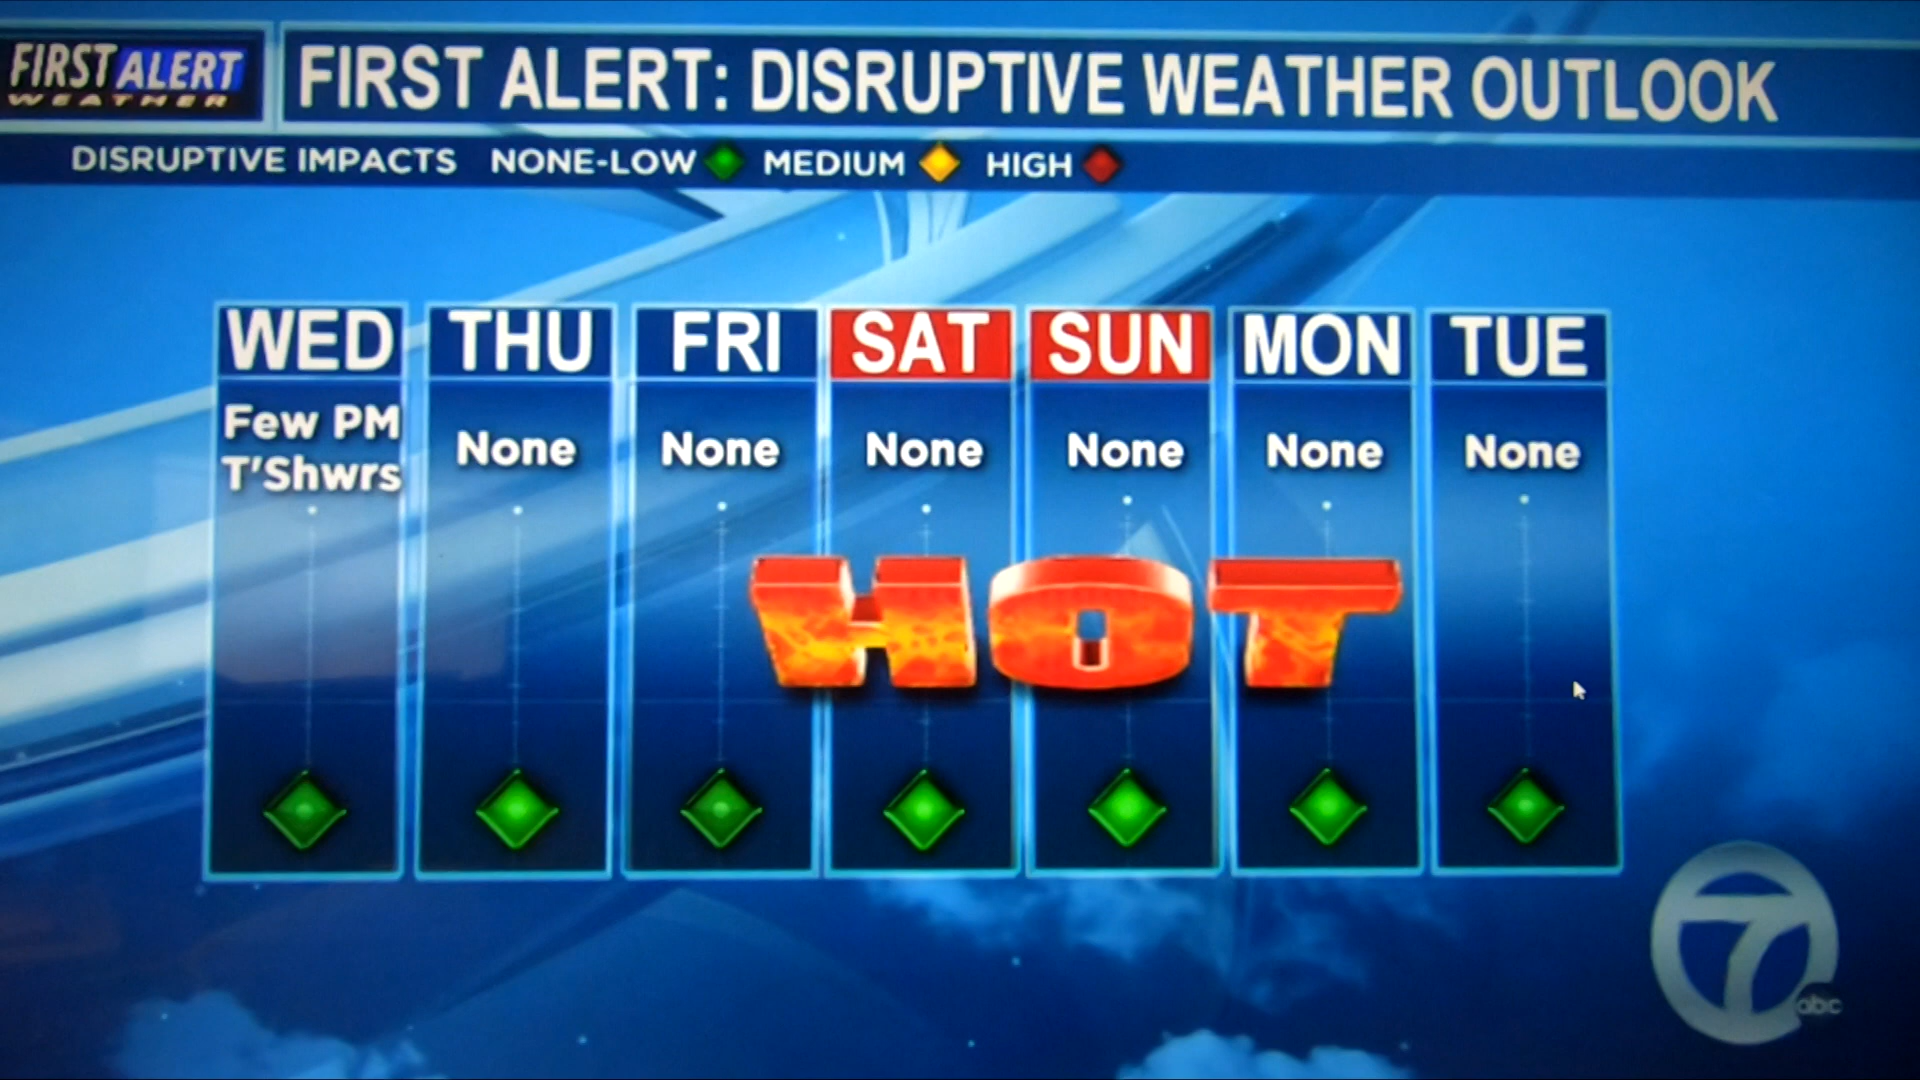 FIRST ALERT
WEATHER
FIRST ALERT: DISRUPTIVE WEATHER OUTLOOK
DISRUPTIVE IMPACTS NONE-LOW MEDIUM HIGH
WED THU FRI SAT SUN MON TUE
Few PM
T'Shwrs
None None None None None None
HOT
7
abc